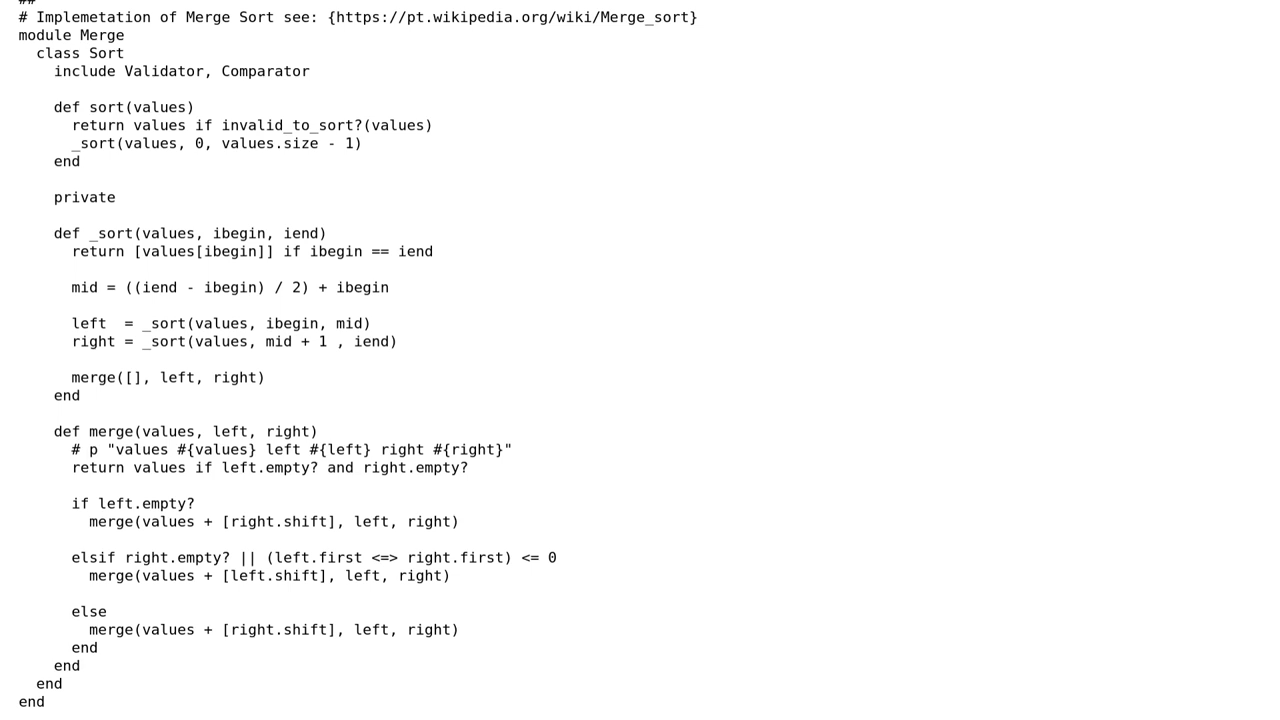 ##
# Implemetation of Merge Sort see: {https://pt.wikipedia.org/wiki/Merge_sort}
module Merge
  class Sort
    include Validator, Comparator

    def sort(values)
      return values if invalid_to_sort?(values)
      _sort(values, 0, values.size - 1)
    end

    private

    def _sort(values, ibegin, iend)
      return [values[ibegin]] if ibegin == iend

      mid = ((iend - ibegin) / 2) + ibegin

      left  = _sort(values, ibegin, mid)
      right = _sort(values, mid + 1 , iend)

      merge([], left, right)
    end

    def merge(values, left, right)
      # p "values #{values} left #{left} right #{right}"
      return values if left.empty? and right.empty?

      if left.empty?
        merge(values + [right.shift], left, right)

      elsif right.empty? || (left.first <=> right.first) <= 0
        merge(values + [left.shift], left, right)

      else
        merge(values + [right.shift], left, right)
      end
    end
  end
end